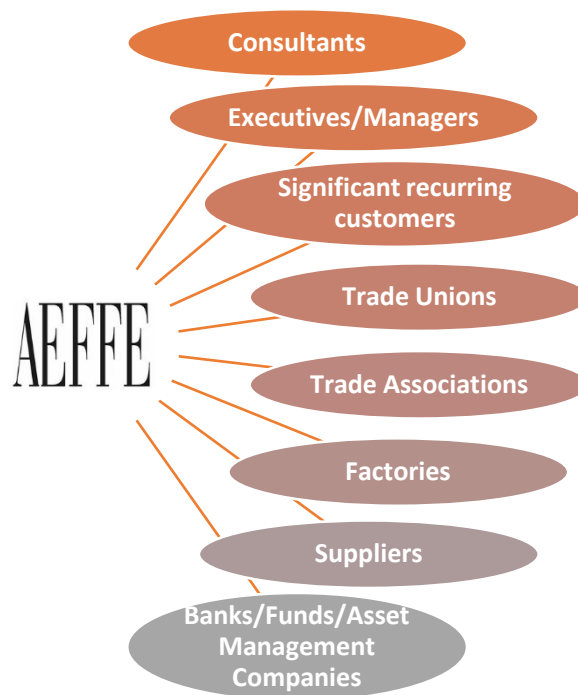 Consultants
Executives/Managers
Significant recurring
customers
Trade Unions
AEFFE
Trade Associations
Factories
Suppliers
Banks/Funds/Asset
Management
Companies